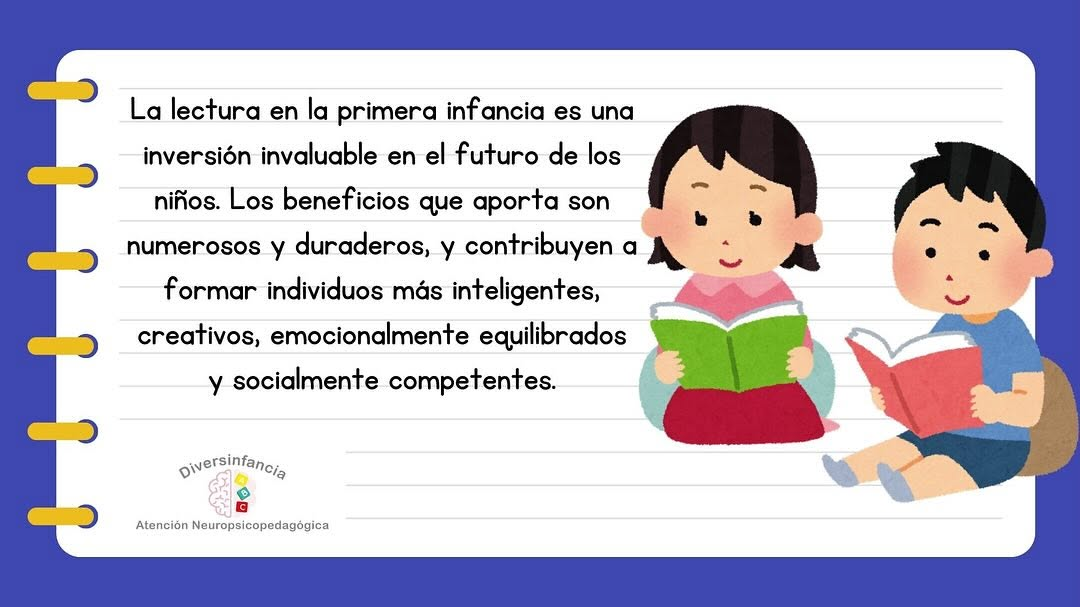 La lectura en la primera infancia es una
inversión invaluable en el futuro de los
niños. Los beneficios que aporta son
numerosos y duraderos, y contribuyen a
formar individuos más inteligentes,
creativos, emocionalmente equilibrados
y socialmente competentes.
Diversinfancia
A
B
C
Atención Neuropsicopedagógica